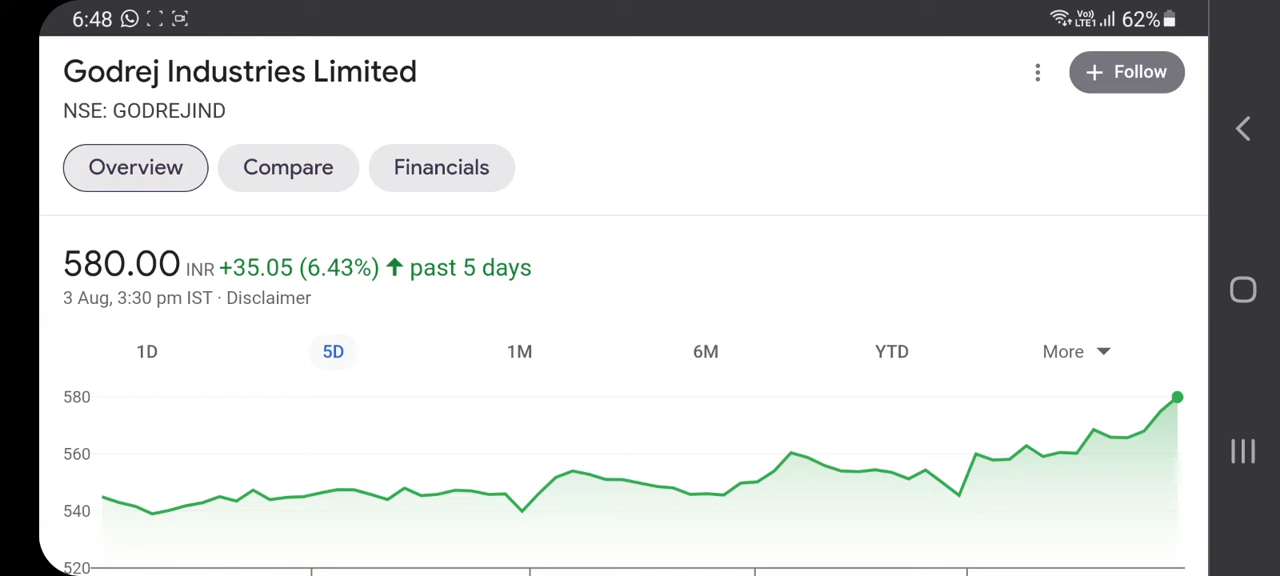 6:48 Vo) LTE1 62%
Godrej Industries Limited
+ Follow
NSE: GODREJIND
Overview Compare Financials
580.00 INR +35.05 (6.43%) ↑ past 5 days
3 Aug, 3:30 pm IST · Disclaimer
1D 5D 1M 6M YTD More
580
560
540
520